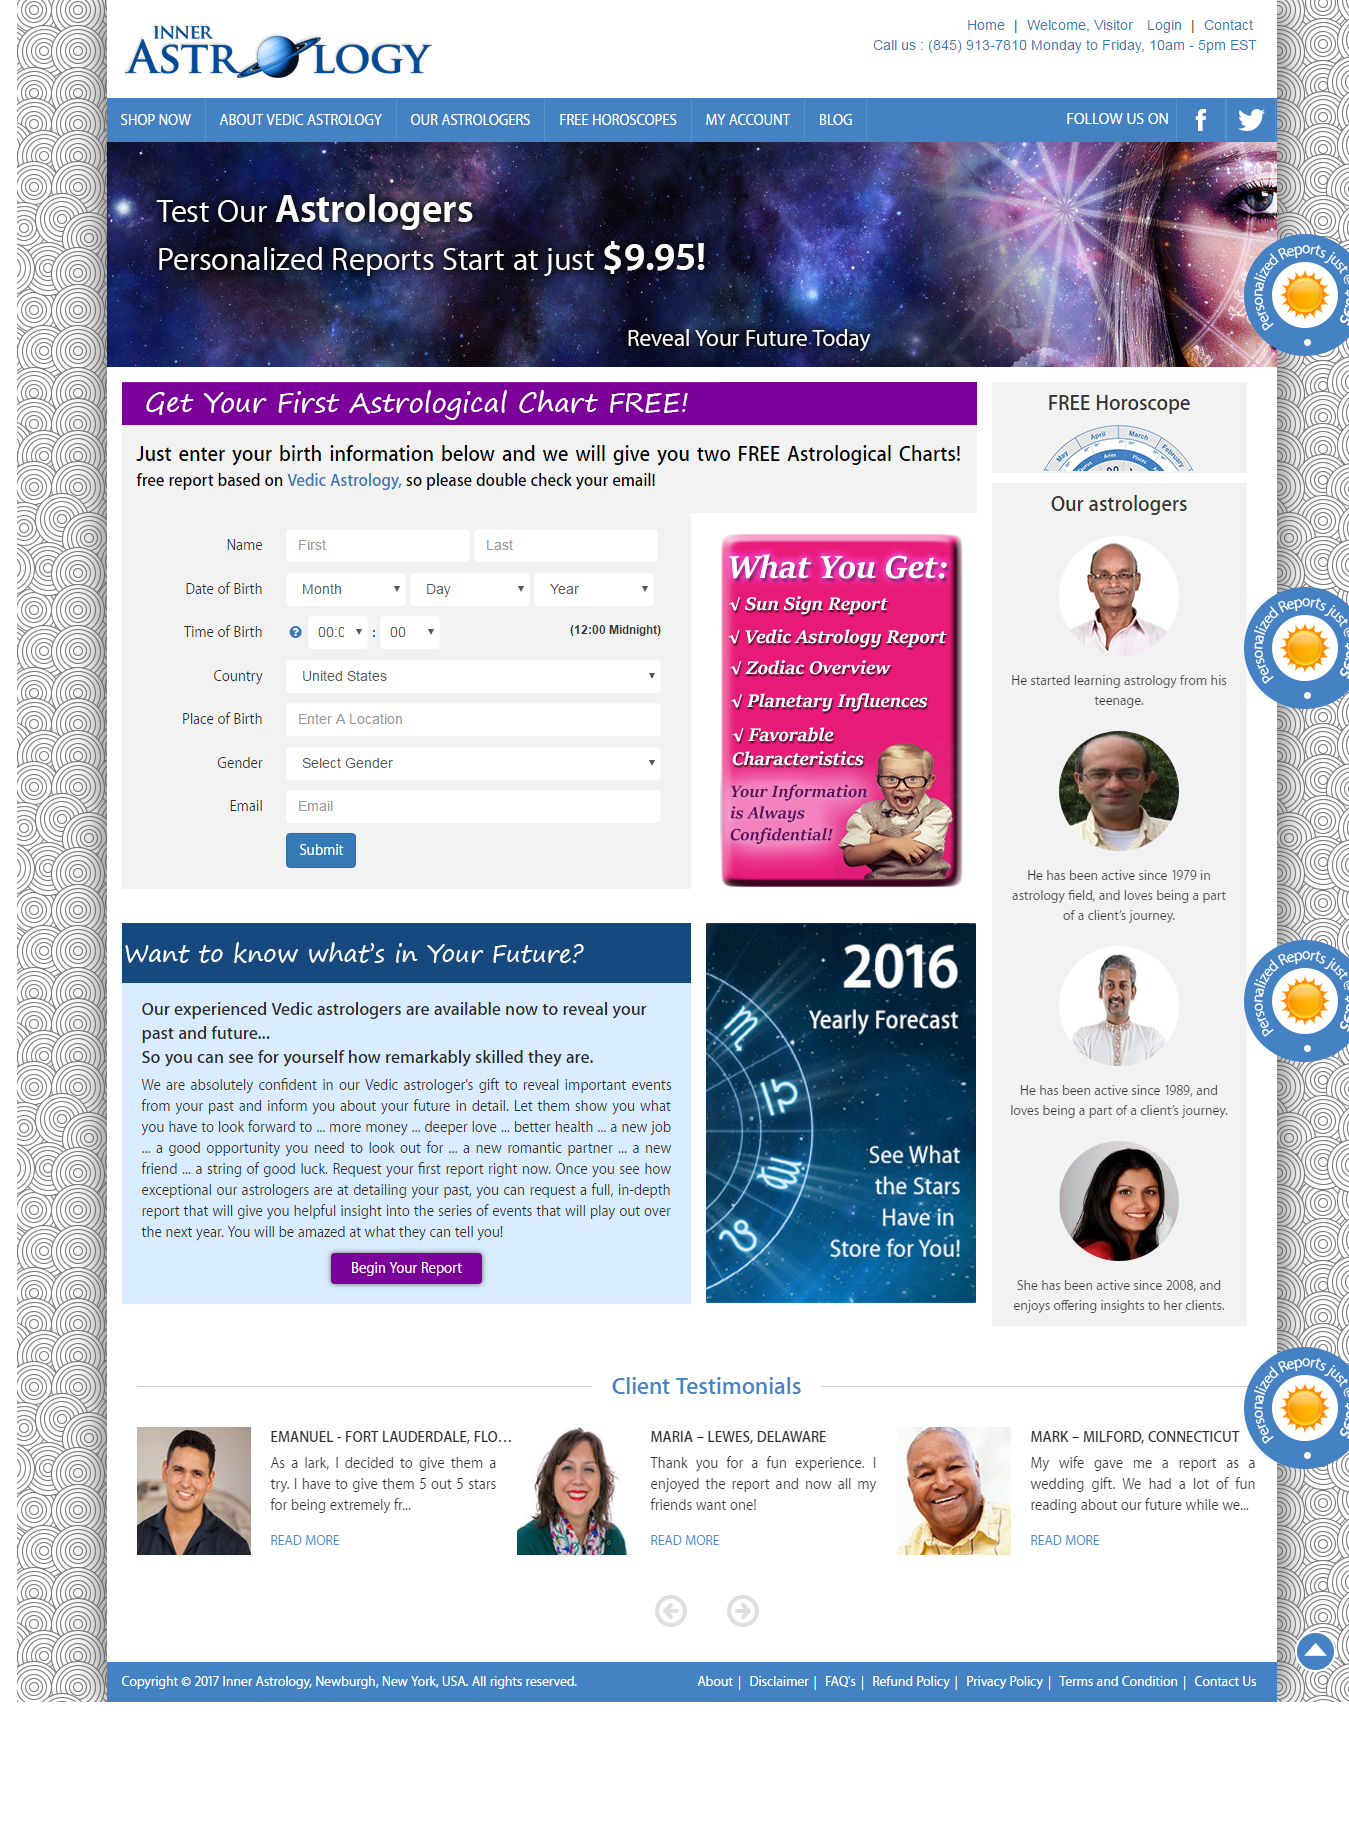 INNER
ASTROLOGY
Home | Welcome, Visitor Login | Contact
Call us : (845) 913-7810 Monday to Friday, 10am - 5pm EST
SHOP NOW ABOUT VEDIC ASTROLOGY OUR ASTROLOGERS FREE HOROSCOPES MY ACCOUNT BLOG FOLLOW US ON
Test Our Astrologers
Personalized Reports Start at just $9.95!
Reveal Your Future Today
Personalized Reports just @
Get Your First Astrological Chart FREE!
Just enter your birth information below and we will give you two FREE Astrological Charts!
free report based on Vedic Astrology, so please double check your email!
Name First Last
Date of Birth Month Day Year
Time of Birth 00:0 : 00 (12:00 Midnight)
Country United States
Place of Birth Enter A Location
Gender Select Gender
Email Email
Submit
What You Get:
√ Sun Sign Report
√ Vedic Astrology Report
√ Zodiac Overview
√ Planetary Influences
√ Favorable
Characteristics
Your Information
is Always
Confidential!
FREE Horoscope
May April March February
Taurus Aries Pisces
Our astrologers
He started learning astrology from his
teenage.
He has been active since 1979 in
astrology field, and loves being a part
of a client's journey.
He has been active since 1989, and
loves being a part of a client's journey.
She has been active since 2008, and
enjoys offering insights to her clients.
Personalized Reports just @
Personalized Reports just @
Want to know what's in Your Future?
Our experienced Vedic astrologers are available now to reveal your
past and future...
So you can see for yourself how remarkably skilled they are.
We are absolutely confident in our Vedic astrologer's gift to reveal important events
from your past and inform you about your future in detail. Let them show you what
you have to look forward to ... more money ... deeper love ... better health ... a new job
... a good opportunity you need to look out for ... a new romantic partner ... a new
friend ... a string of good luck. Request your first report right now. Once you see how
exceptional our astrologers are at detailing your past, you can request a full, in-depth
report that will give you helpful insight into the series of events that will play out over
the next year. You will be amazed at what they can tell you!
Begin Your Report
2016
Yearly Forecast
See What
the Stars
Have in
Store for You!
Client Testimonials
Personalized Reports just @
EMANUEL - FORT LAUDERDALE, FLO...
As a lark, I decided to give them a
try. I have to give them 5 out 5 stars
for being extremely fr...
READ MORE
MARIA – LEWES, DELAWARE
Thank you for a fun experience. I
enjoyed the report and now all my
friends want one!
READ MORE
MARK – MILFORD, CONNECTICUT
My wife gave me a report as a
wedding gift. We had a lot of fun
reading about our future while we...
READ MORE
Copyright © 2017 Inner Astrology, Newburgh, New York, USA. All rights reserved.
About | Disclaimer | FAQ's | Refund Policy | Privacy Policy | Terms and Condition | Contact Us